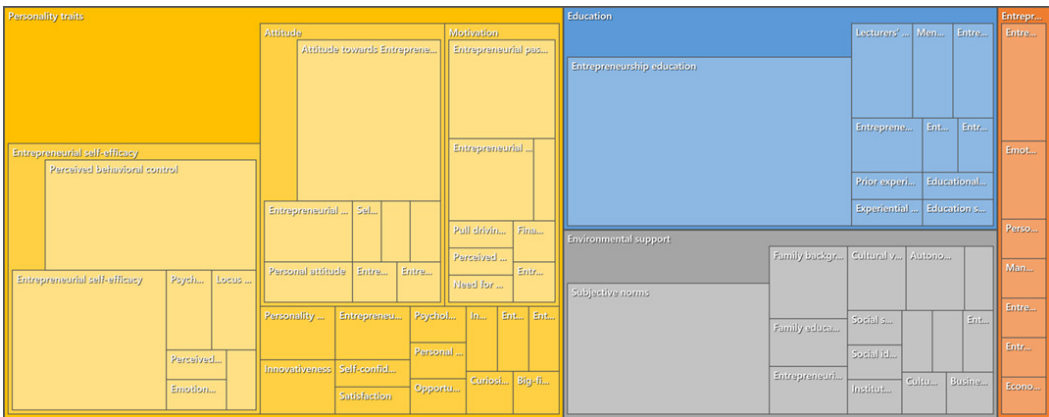 Personality traits
Attitude
Attitude towards Entreprene...
Motivation
Entrepreneurial pas...
Entrepreneurial ...
Entrepreneurial self-efficacy
Perceived behavioral control
Entrepreneurial ...
Sel...
Personal attitude
Entre...
Entre...
Pull drivin...
Fina...
Perceived ...
Entr...
Need for ...
Entrepreneurial self-efficacy
Psych...
Locus ...
Perceived...
Emotion...
Personality ...
Entrepreneu...
Psychol...
In...
Ent...
Ent...
Personal ...
Innovativeness
Self-confid...
Satisfaction
Opportu...
Curiosi...
Big-fi...
Education
Entrepreneurship education
Lecturers' ...
Men...
Entre...
Entreprene...
Ent...
Entr...
Prior experi...
Educational...
Experiential ...
Education s...
Environmental support
Subjective norms
Family backgr...
Cultural v...
Autono...
Family educa...
Social s...
Ent...
Social id...
Entrepreneuri...
Institut...
Cultu...
Busine...
Entrepr...
Entre...
Emot...
Perso...
Man...
Entre...
Entr...
Econo...